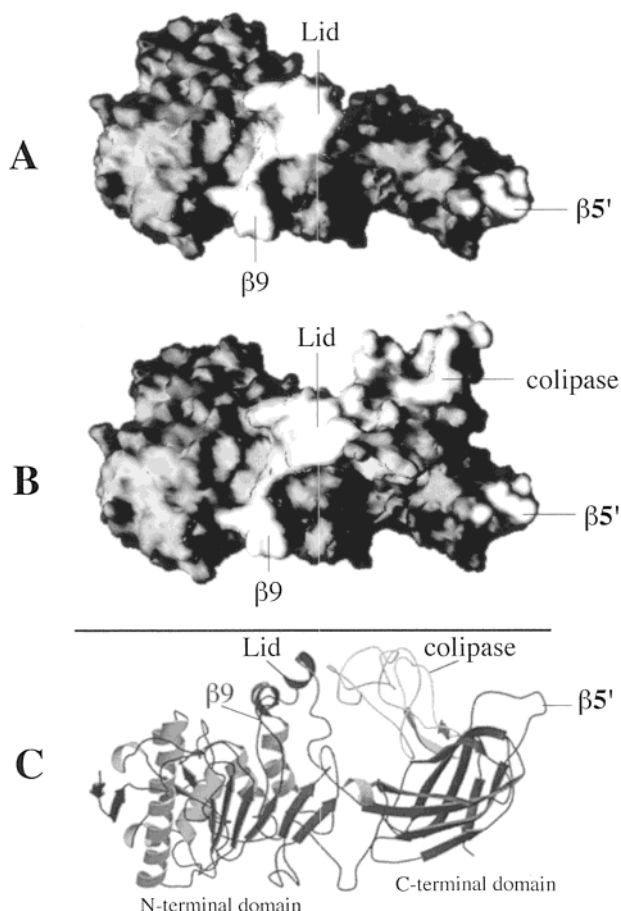 Lid
A
β5'
β9
Lid
colipase
B
β5'
β9
Lid
colipase
β9
β5'
C
C-terminal domain
N-terminal domain